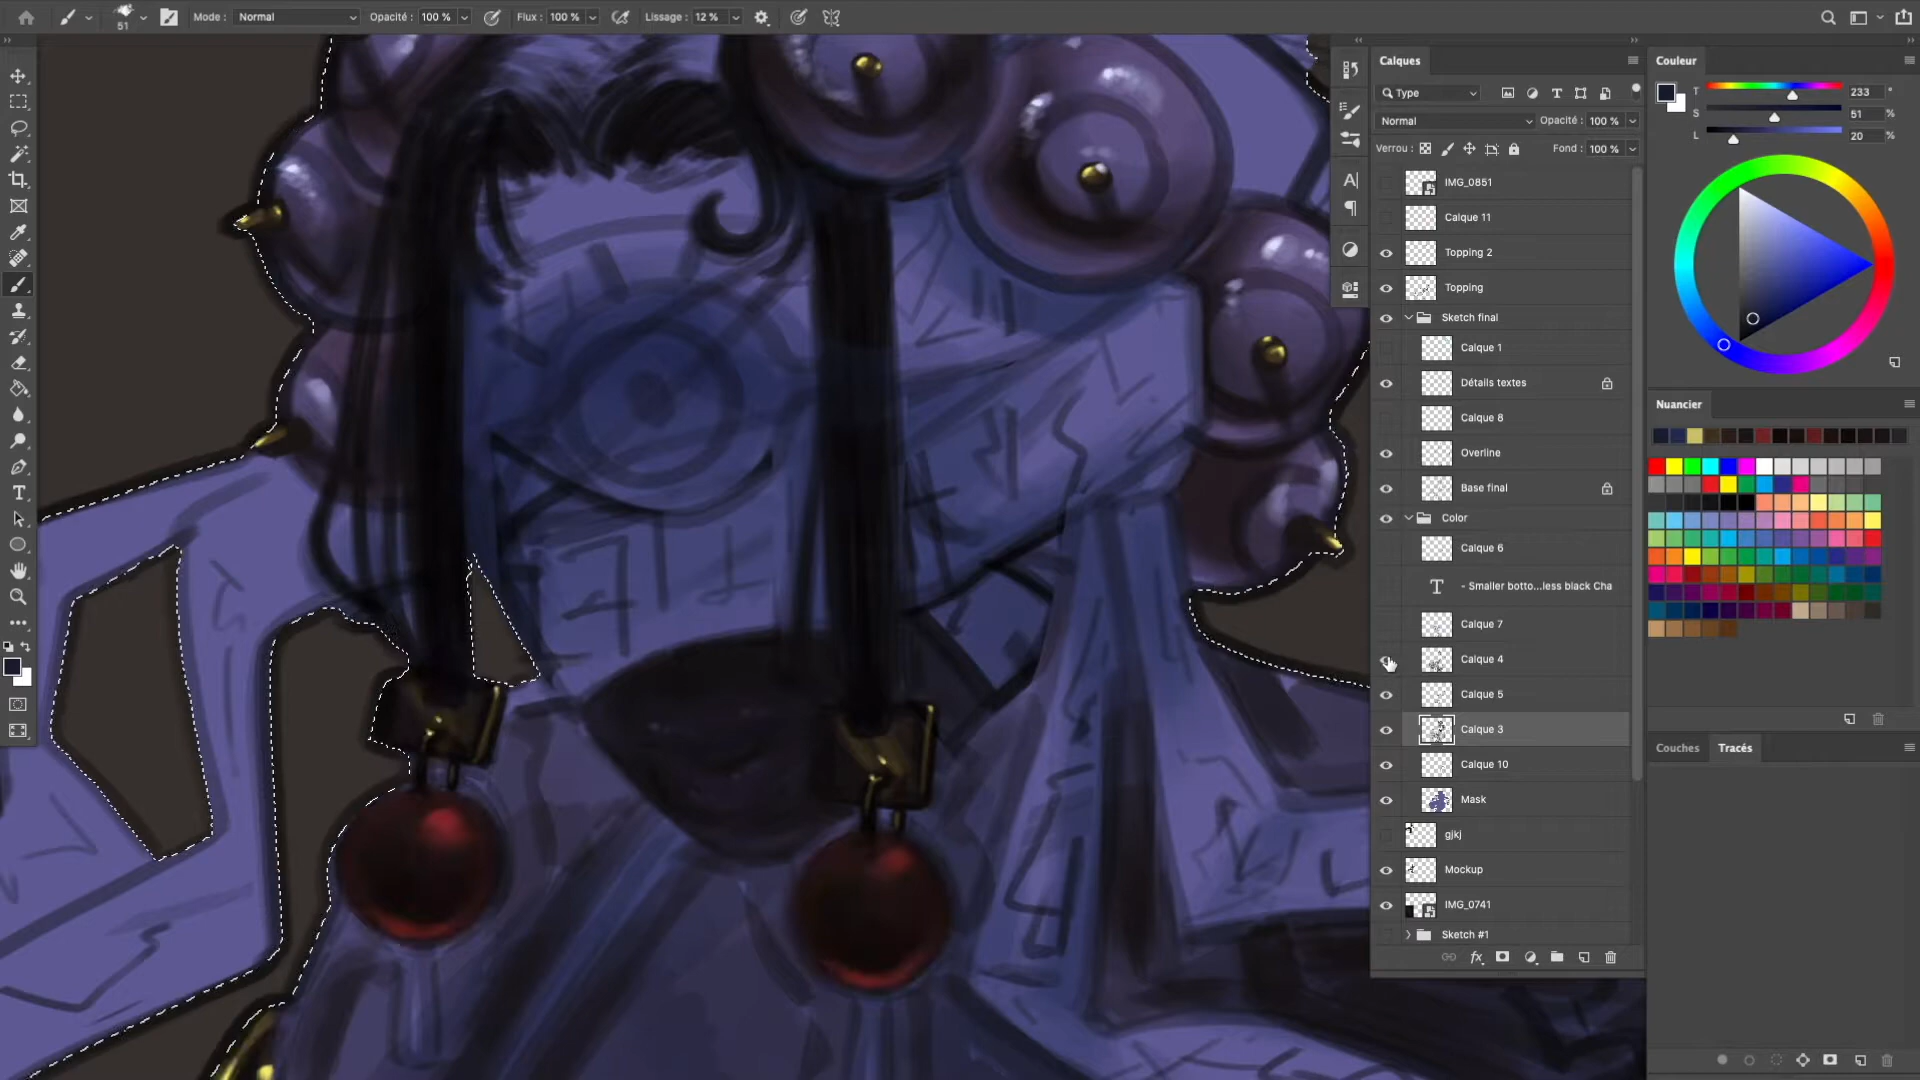 51
Mode : Normal
Opacité : 100 %
Flux : 100 %
Lissage : 12 %
Calques
Type
Normal
Opacité : 100 %
Verrou :
Fond : 100 %
IMG_0851
Calque 11
Topping 2
Topping
Sketch final
Calque 1
Détails textes
Calque 8
Overline
Base final
Color
Calque 6
T - Smaller botto...less black Cha
Calque 7
Calque 4
Calque 5
Calque 3
Calque 10
Mask
gjkj
Mockup
IMG_0741
Sketch #1
fx
Couleur
T 233 °
S 51 %
L 20 %
Nuancier
Couches Tracés